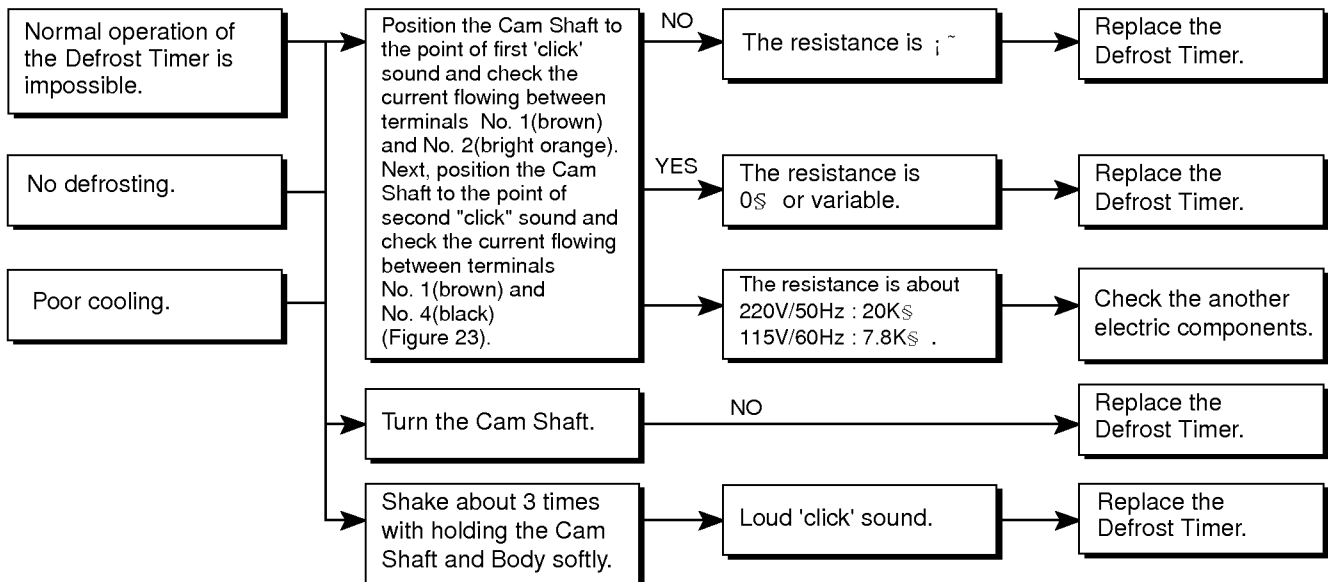 Normal operation of
the Defrost Timer is
impossible.
No defrosting.
Poor cooling.
Position the Cam Shaft to
the point of first 'click'
sound and check the
current flowing between
terminals No. 1(brown)
and No. 2(bright orange).
Next, position the Cam
Shaft to the point of
second "click" sound and
check the current flowing
between terminals
No. 1(brown) and
No. 4(black)
(Figure 23).
NO
The resistance is ¡ ˜
Replace the
Defrost Timer.
YES
The resistance is
0§ or variable.
Replace the
Defrost Timer.
The resistance is about
220V/50Hz : 20K§
115V/60Hz : 7.8K§ .
Check the another
electric components.
Turn the Cam Shaft.
NO
Replace the
Defrost Timer.
Shake about 3 times
with holding the Cam
Shaft and Body softly.
Loud 'click' sound.
Replace the
Defrost Timer.